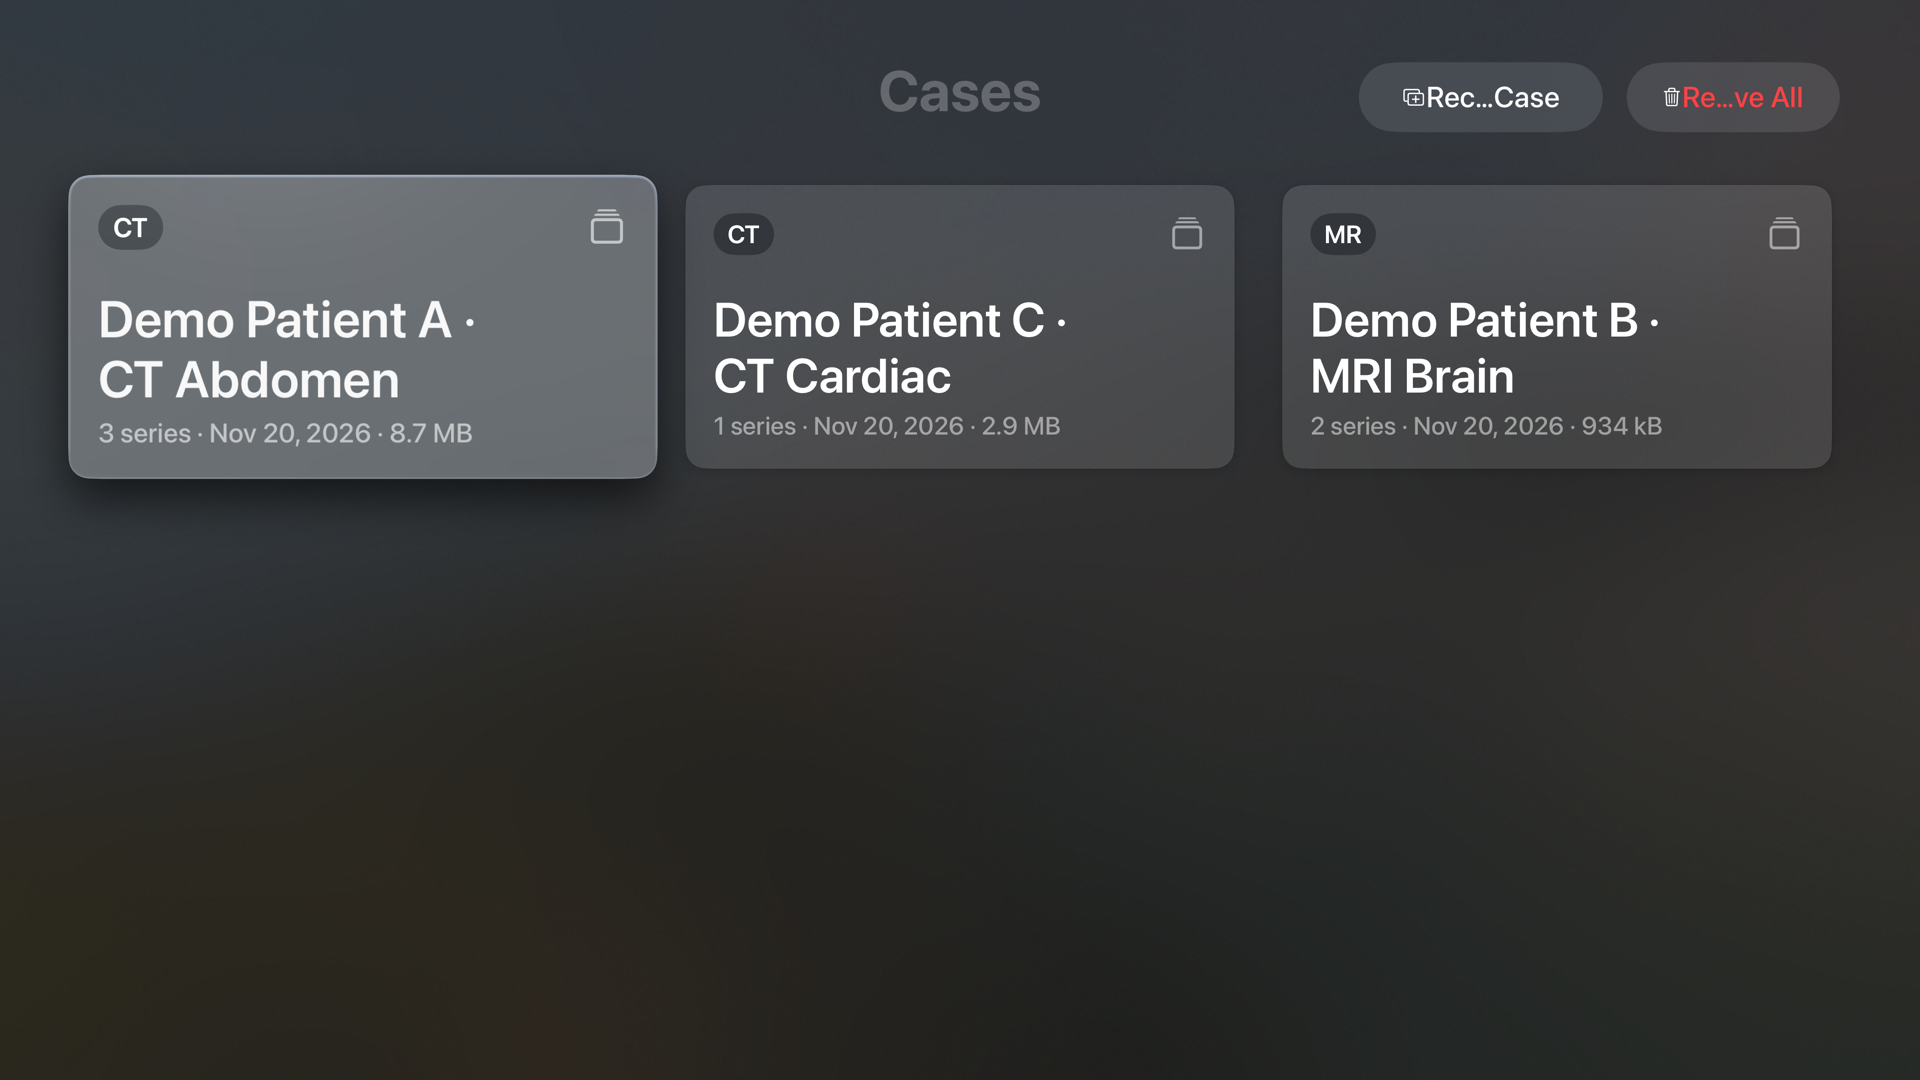 Cases
Rec...Case
Re...ve All
CT
Demo Patient A ·
CT Abdomen
3 series · Nov 20, 2026 · 8.7 MB
CT
Demo Patient C ·
CT Cardiac
1 series · Nov 20, 2026 · 2.9 MB
MR
Demo Patient B ·
MRI Brain
2 series · Nov 20, 2026 · 934 kB